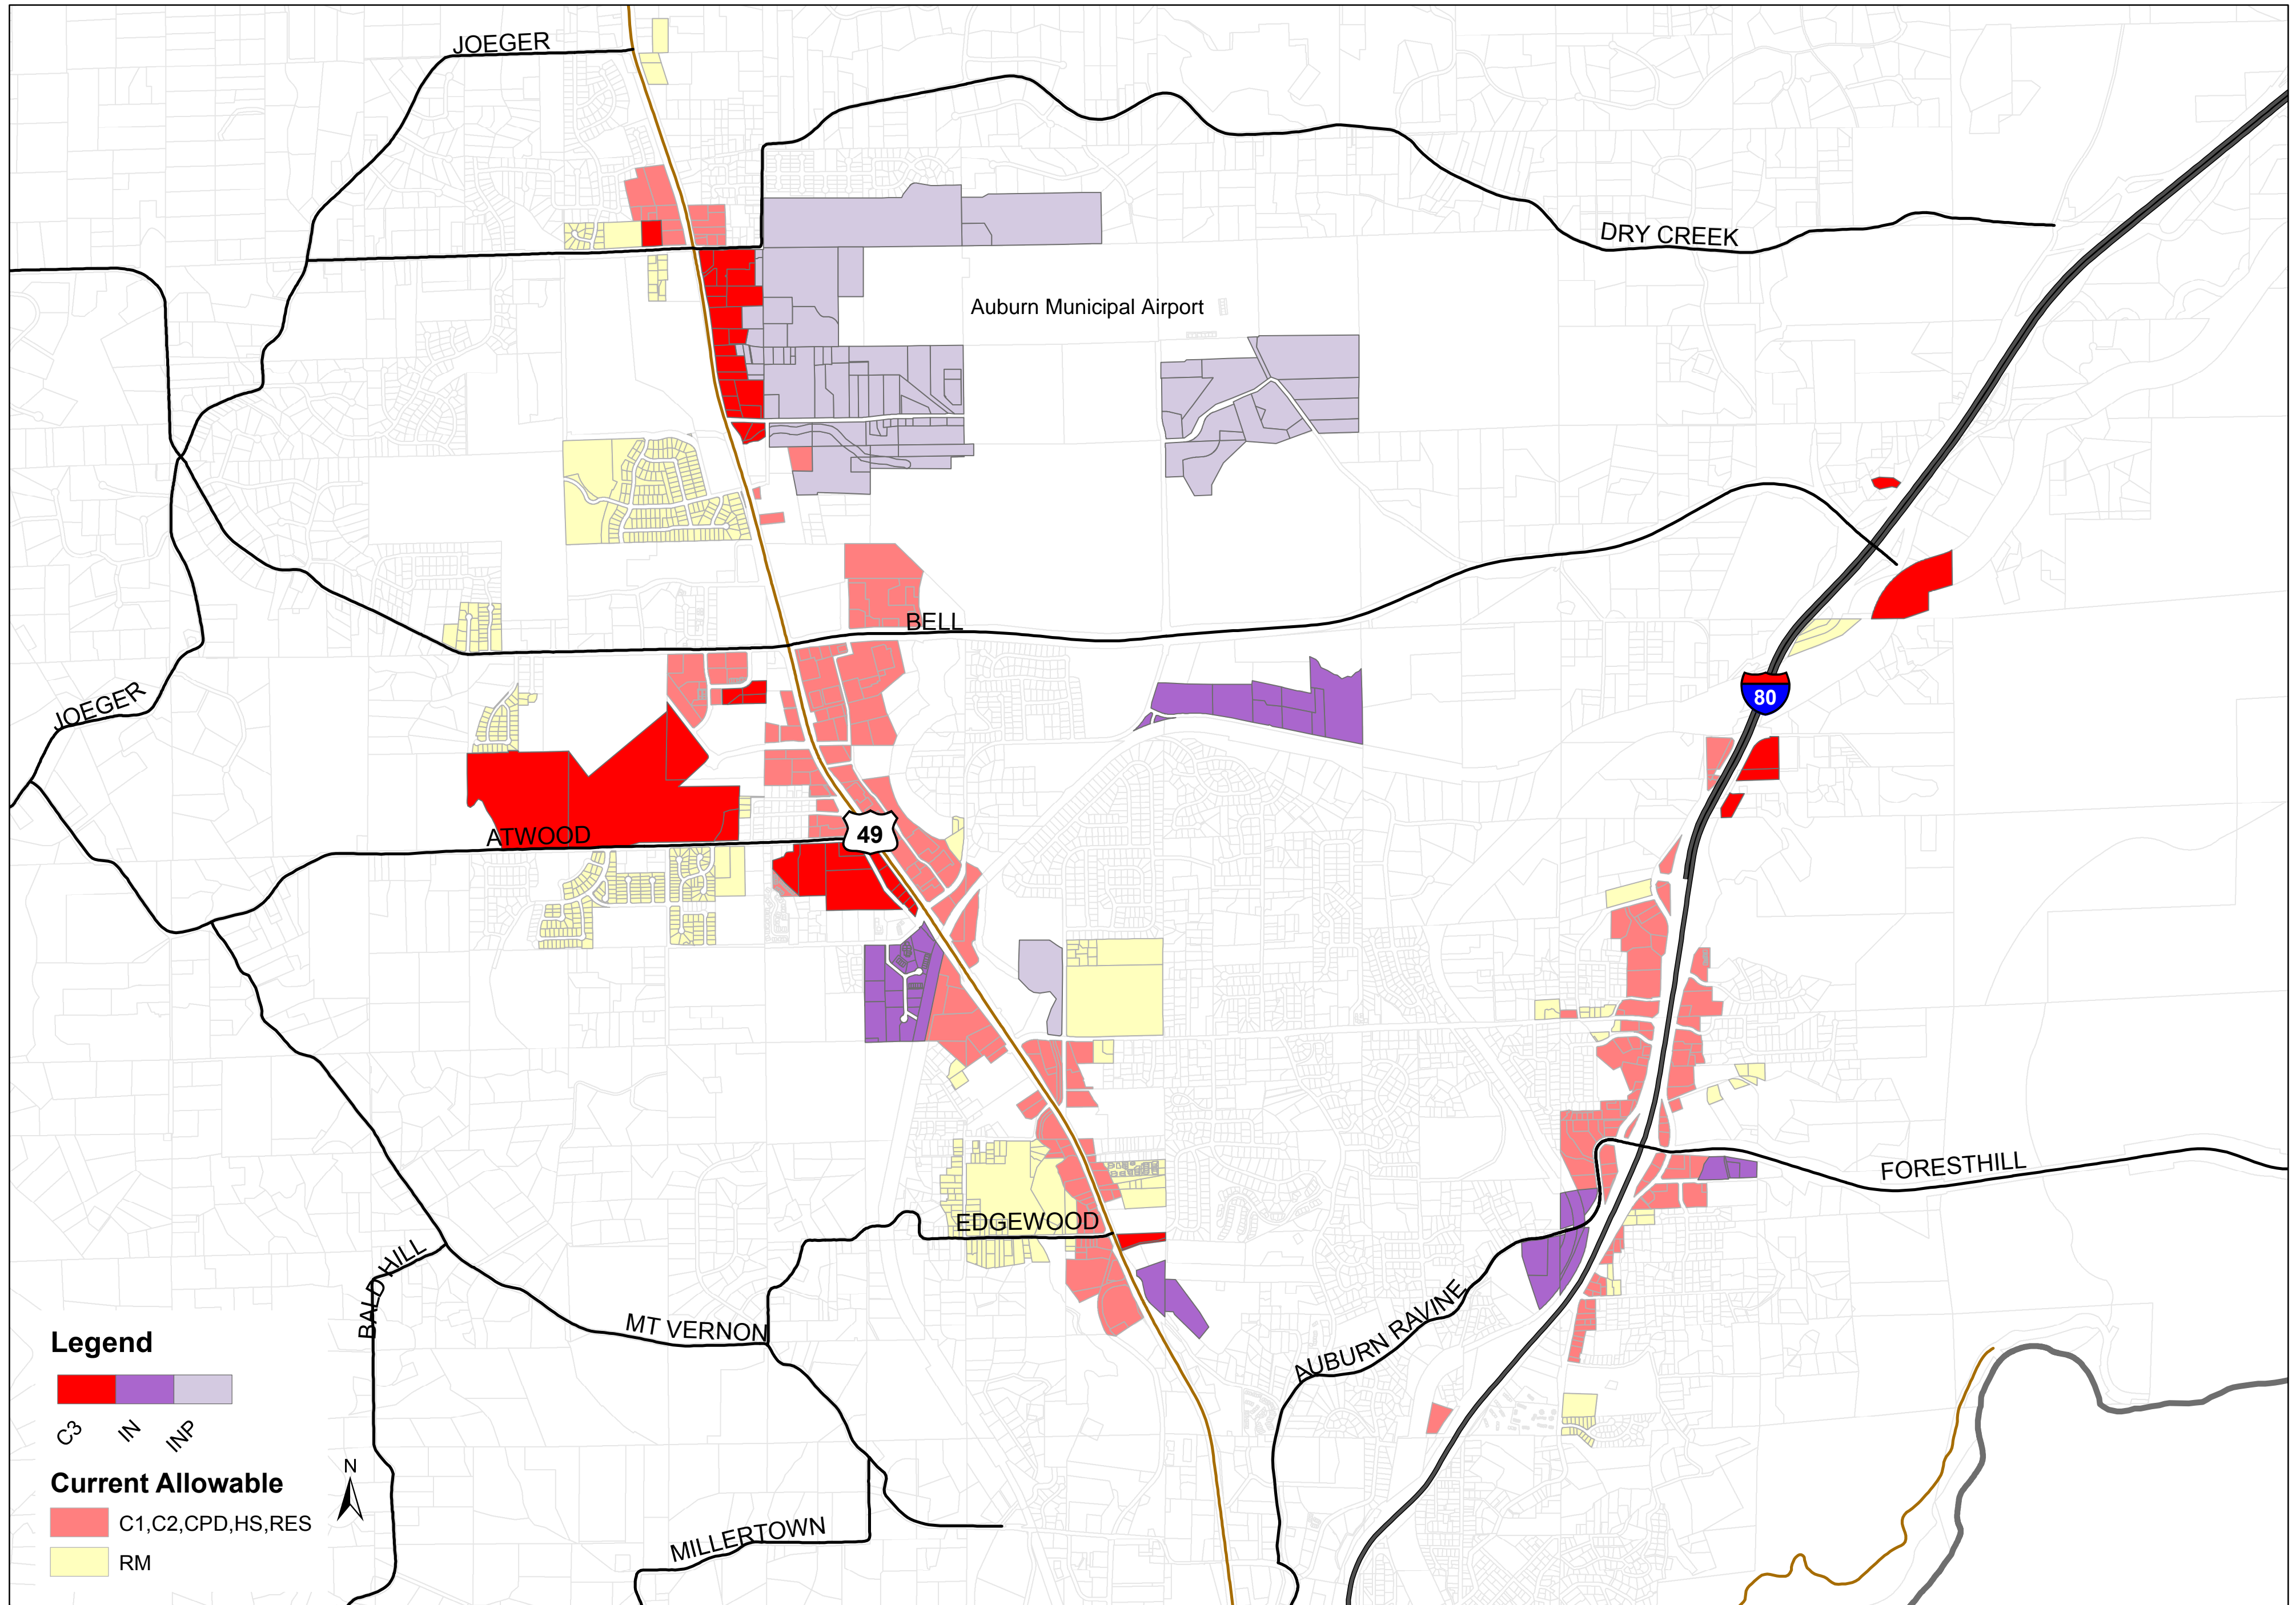 JOEGER
DRY CREEK
Auburn Municipal Airport
BELL
JOEGER
80
ATWOOD
49
FORESTHILL
EDGEWOOD
BALD HILL
MT VERNON
AUBURN RAVINE
MILLERTOWN
Legend
C3
IN
INP
N
Current Allowable
C1,C2,CPD,HS,RES
RM